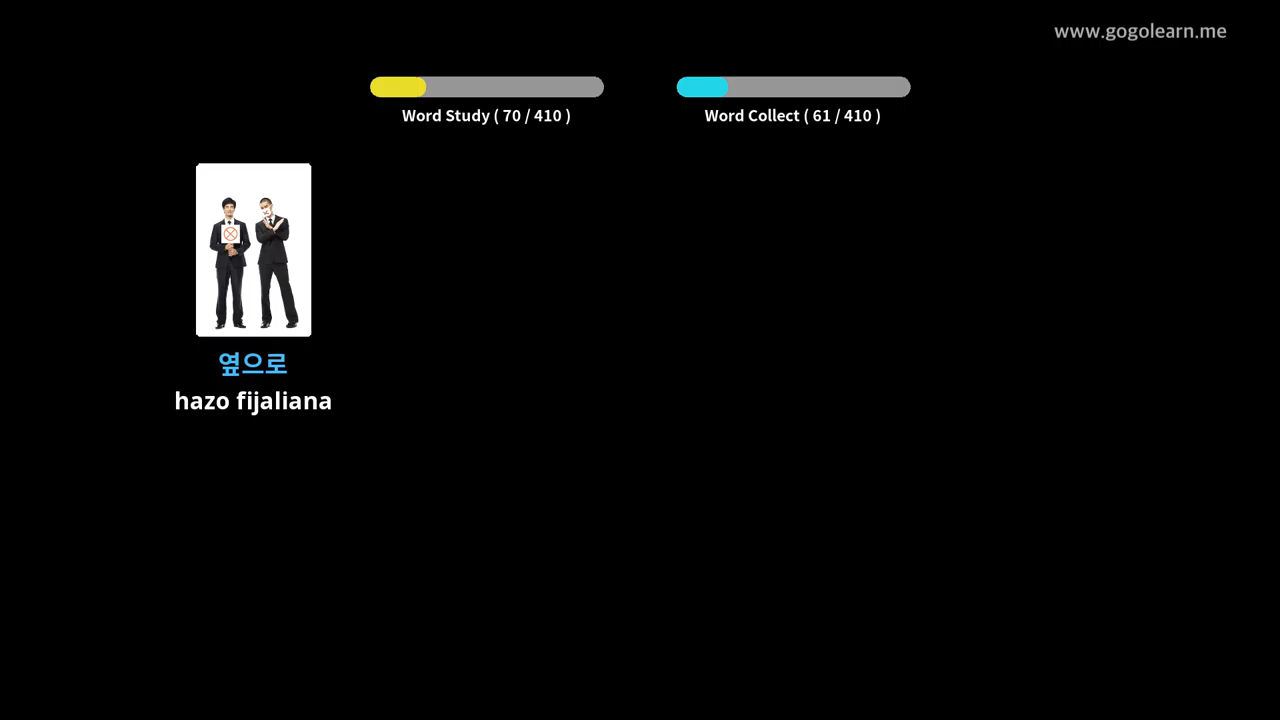 www.gogolearn.me
Word Study ( 70 / 410 )
Word Collect ( 61 / 410 )
옆으로
hazo fijaliana